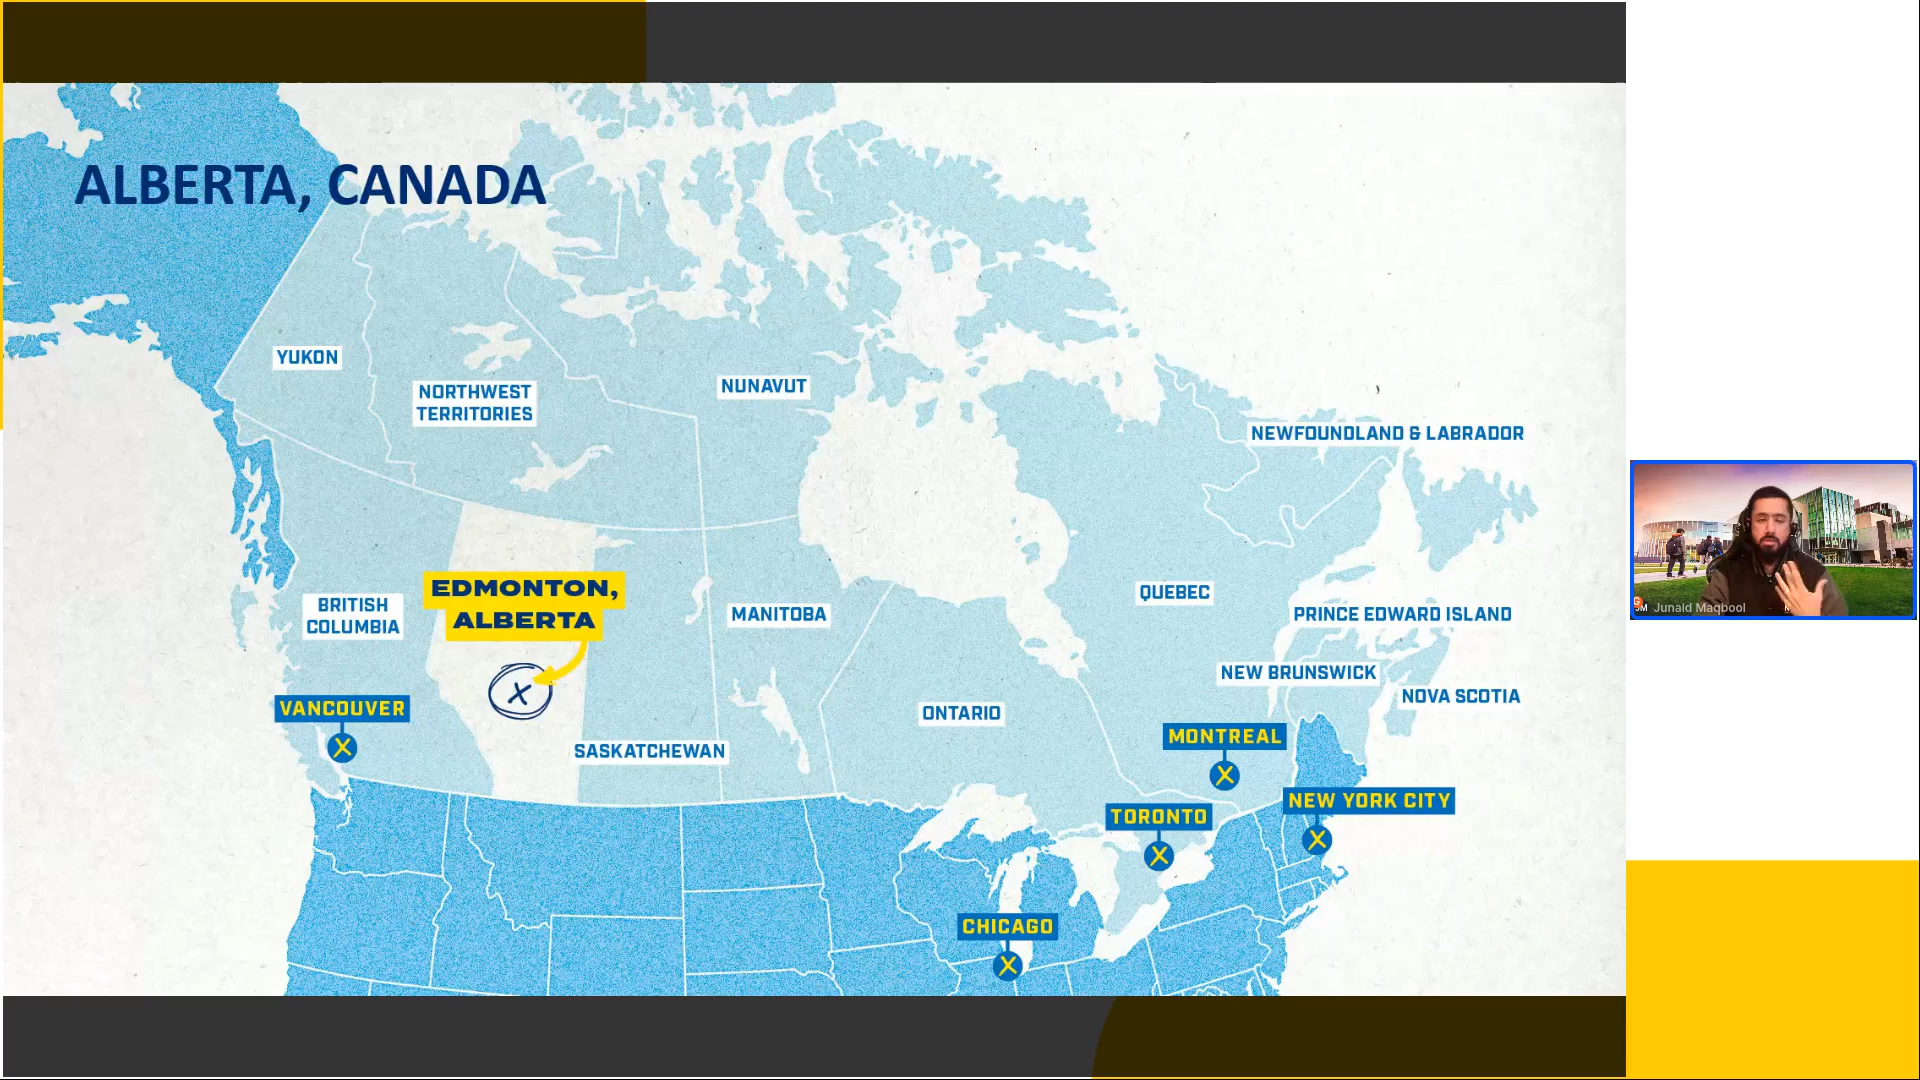 ALBERTA, CANADA
YUKON
NORTHWEST
TERRITORIES
NUNAVUT
NEWFOUNDLAND & LABRADOR
EDMONTON,
ALBERTA
BRITISH
COLUMBIA
MANITOBA
QUEBEC
PRINCE EDWARD ISLAND
NEW BRUNSWICK
NOVA SCOTIA
VANCOUVER
ONTARIO
SASKATCHEWAN
MONTREAL
NEW YORK CITY
TORONTO
CHICAGO
Junaid Maqbool